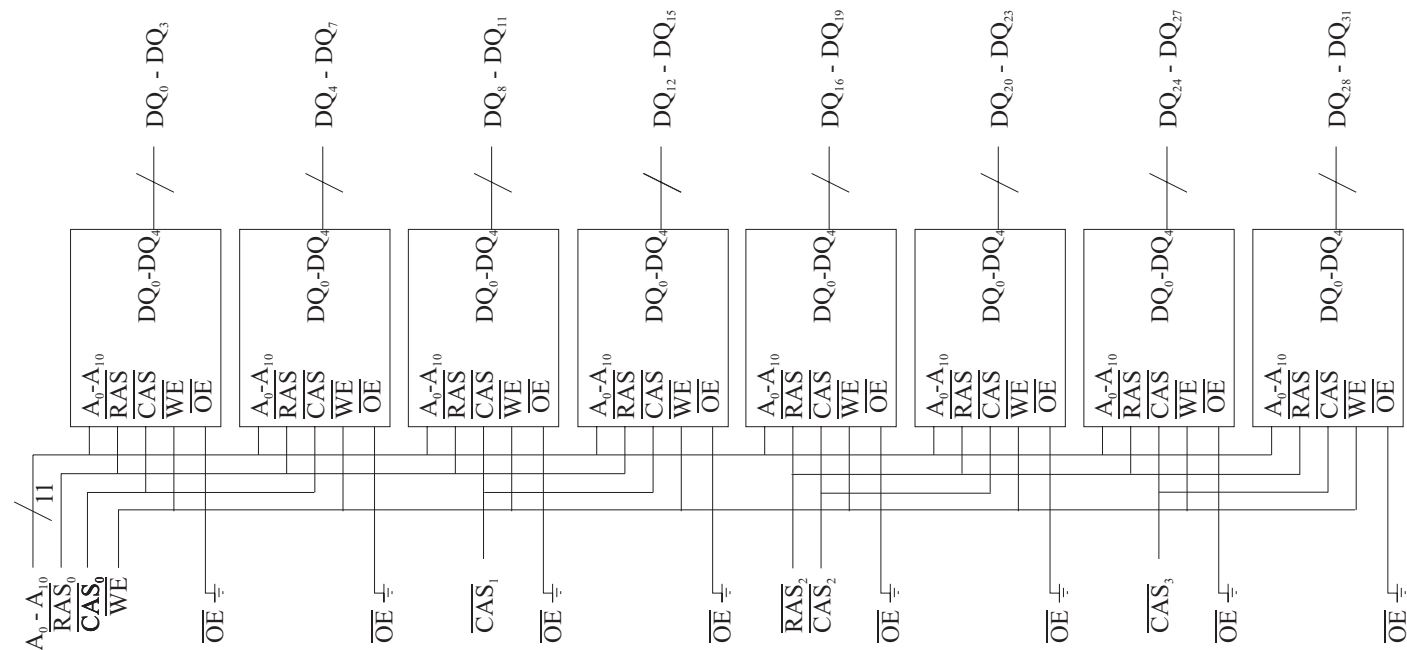 A₀ - A₁₀
11
RAS₀
CAS₀
WE
A₀-A₁₀
RAS
CAS
WE
OE
DQ₀-DQ₄
DQ₀ - DQ₃
OE
A₀-A₁₀
RAS
CAS
WE
OE
DQ₀-DQ₄
DQ₄ - DQ₇
OE
CAS₁
A₀-A₁₀
RAS
CAS
WE
OE
DQ₀-DQ₄
DQ₈ - DQ₁₁
OE
A₀-A₁₀
RAS
CAS
WE
OE
DQ₀-DQ₄
DQ₁₂ - DQ₁₅
OE
RAS₂
CAS₂
A₀-A₁₀
RAS
CAS
WE
OE
DQ₀-DQ₄
DQ₁₆ - DQ₁₉
OE
A₀-A₁₀
RAS
CAS
WE
OE
DQ₀-DQ₄
DQ₂₀ - DQ₂₃
OE
CAS₃
A₀-A₁₀
RAS
CAS
WE
OE
DQ₀-DQ₄
DQ₂₄ - DQ₂₇
OE
A₀-A₁₀
RAS
CAS
WE
OE
DQ₀-DQ₄
DQ₂₈ - DQ₃₁
OE